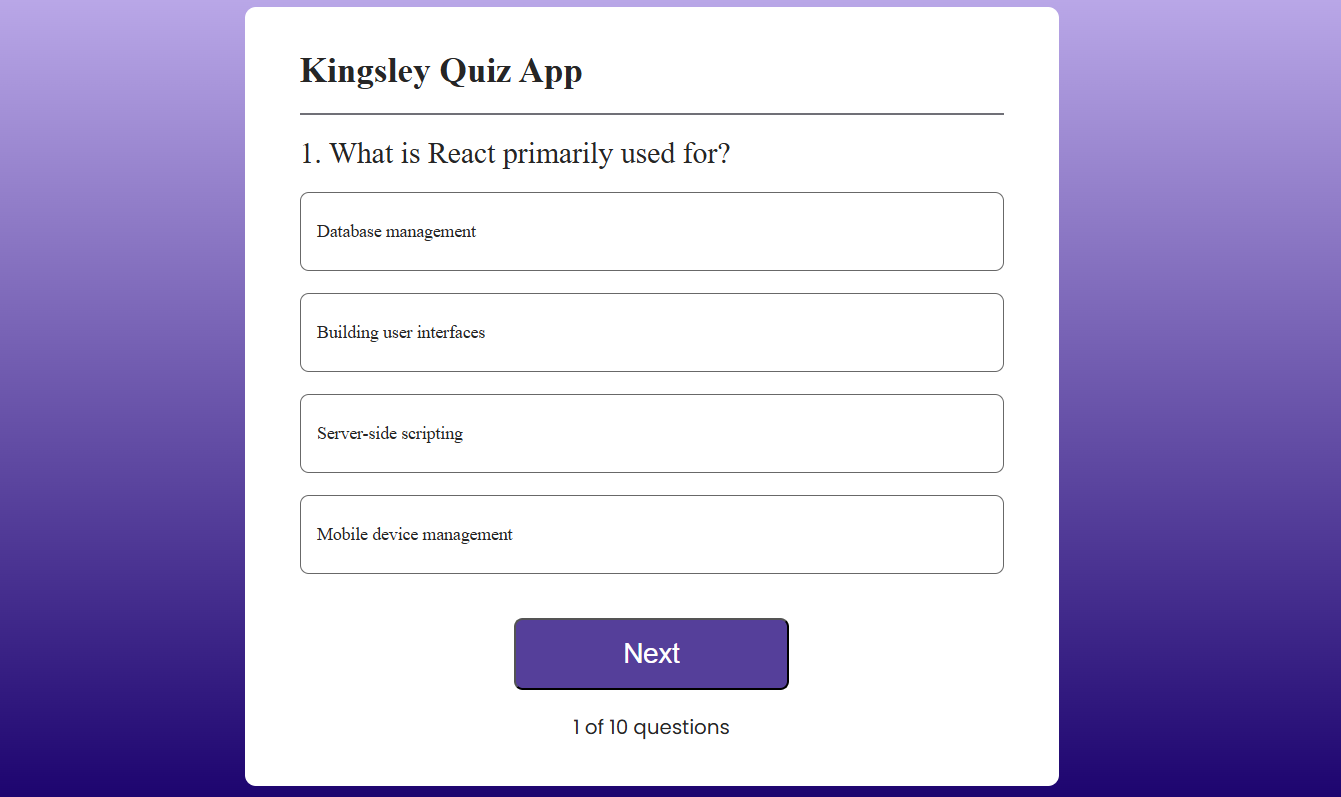 Kingsley Quiz App
1. What is React primarily used for?
Database management
Building user interfaces
Server-side scripting
Mobile device management
Next
1 of 10 questions